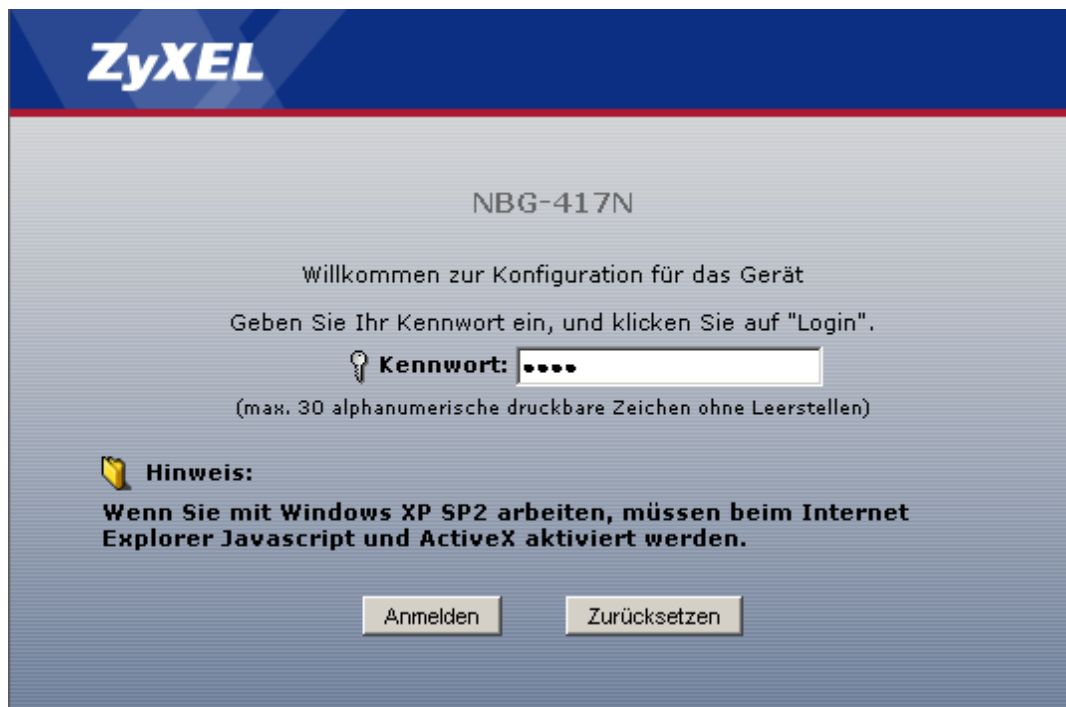 ZyXEL
NBG-417N
Willkommen zur Konfiguration für das Gerät
Geben Sie Ihr Kennwort ein, und klicken Sie auf "Login".
Kennwort: ••••
(max. 30 alphanumerische druckbare Zeichen ohne Leerstellen)
Hinweis:
Wenn Sie mit Windows XP SP2 arbeiten, müssen beim Internet
Explorer Javascript und ActiveX aktiviert werden.
Anmelden Zurücksetzen